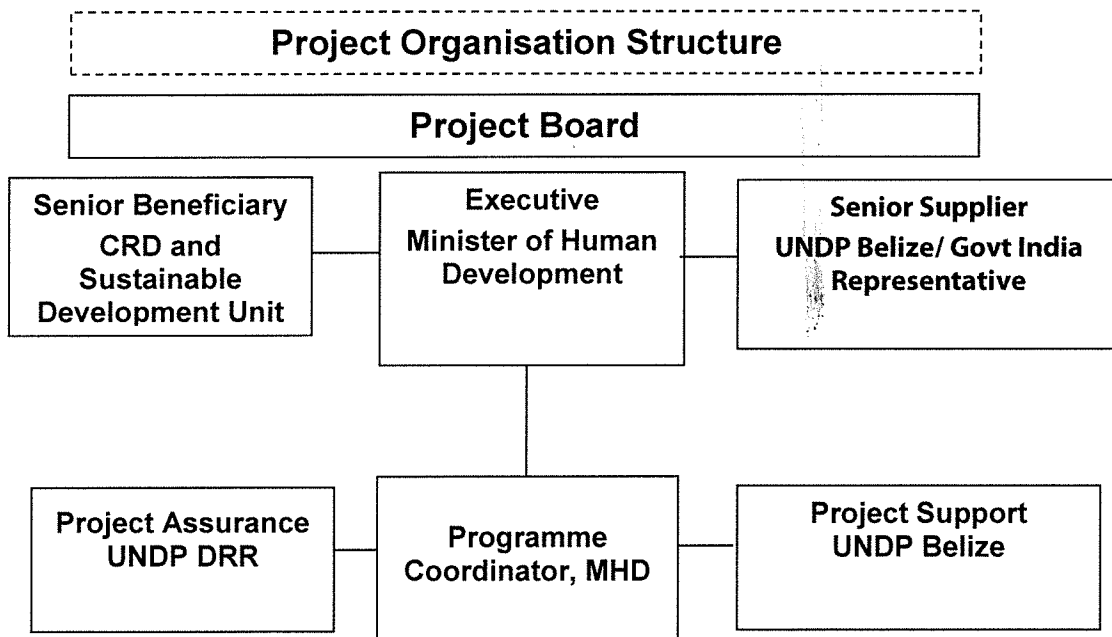 Project Organisation Structure
Project Board
Senior Beneficiary
CRD and
Sustainable
Development Unit
Executive
Minister of Human
Development
Senior Supplier
UNDP Belize/ Govt India
Representative
Project Assurance
UNDP DRR
Programme
Coordinator, MHD
Project Support
UNDP Belize